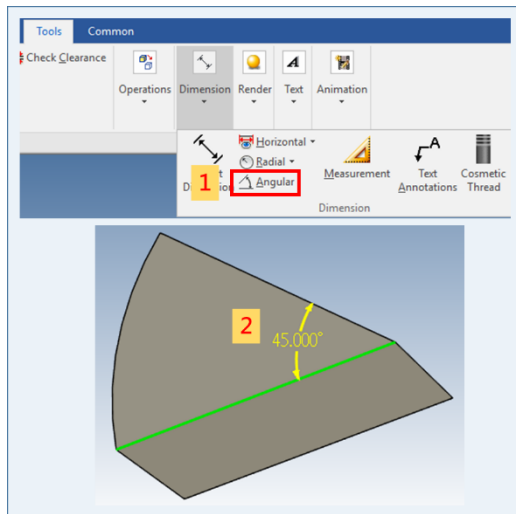 Tools Common
Check Clearance
Operations Dimension Render Text Animation
A
Horizontal
Radial
1 Angular
Measurement
Text
Annotations
Cosmetic
Thread
A
Dimension
2
45.000°